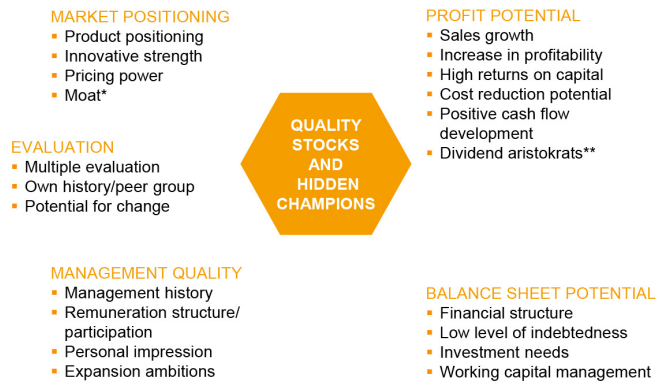 MARKET POSITIONING
▪ Product positioning
▪ Innovative strength
▪ Pricing power
▪ Moat*
PROFIT POTENTIAL
▪ Sales growth
▪ Increase in profitability
▪ High returns on capital
▪ Cost reduction potential
▪ Positive cash flow
development
▪ Dividend aristokrats**
QUALITY
STOCKS
AND
HIDDEN
CHAMPIONS
EVALUATION
▪ Multiple evaluation
▪ Own history/peer group
▪ Potential for change
MANAGEMENT QUALITY
▪ Management history
▪ Remuneration structure/
participation
▪ Personal impression
▪ Expansion ambitions
BALANCE SHEET POTENTIAL
▪ Financial structure
▪ Low level of indebtedness
▪ Investment needs
▪ Working capital management